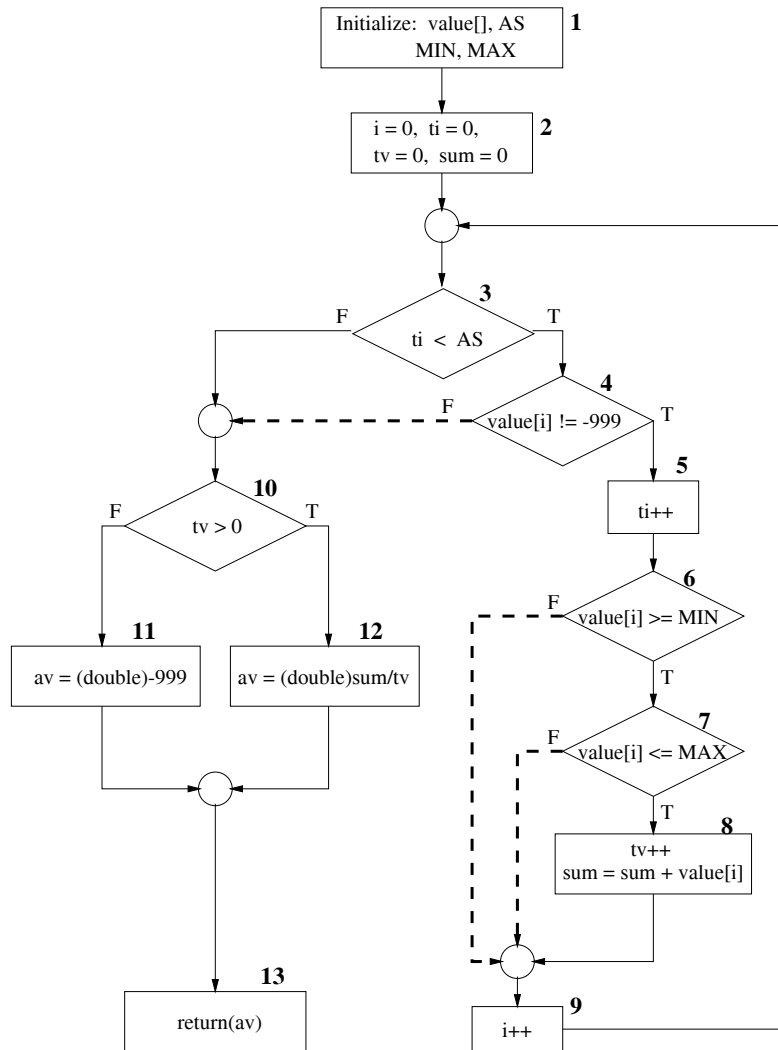 Initialize: value[], AS
MIN, MAX
1
i = 0, ti = 0,
tv = 0, sum = 0
2
3
F
T
ti < AS
4
F
T
value[i] != -999
5
ti++
10
F
T
tv > 0
6
F
value[i] >= MIN
T
11
av = (double)-999
12
av = (double)sum/tv
7
F
value[i] <= MAX
T
8
tv++
sum = sum + value[i]
13
return(av)
9
i++